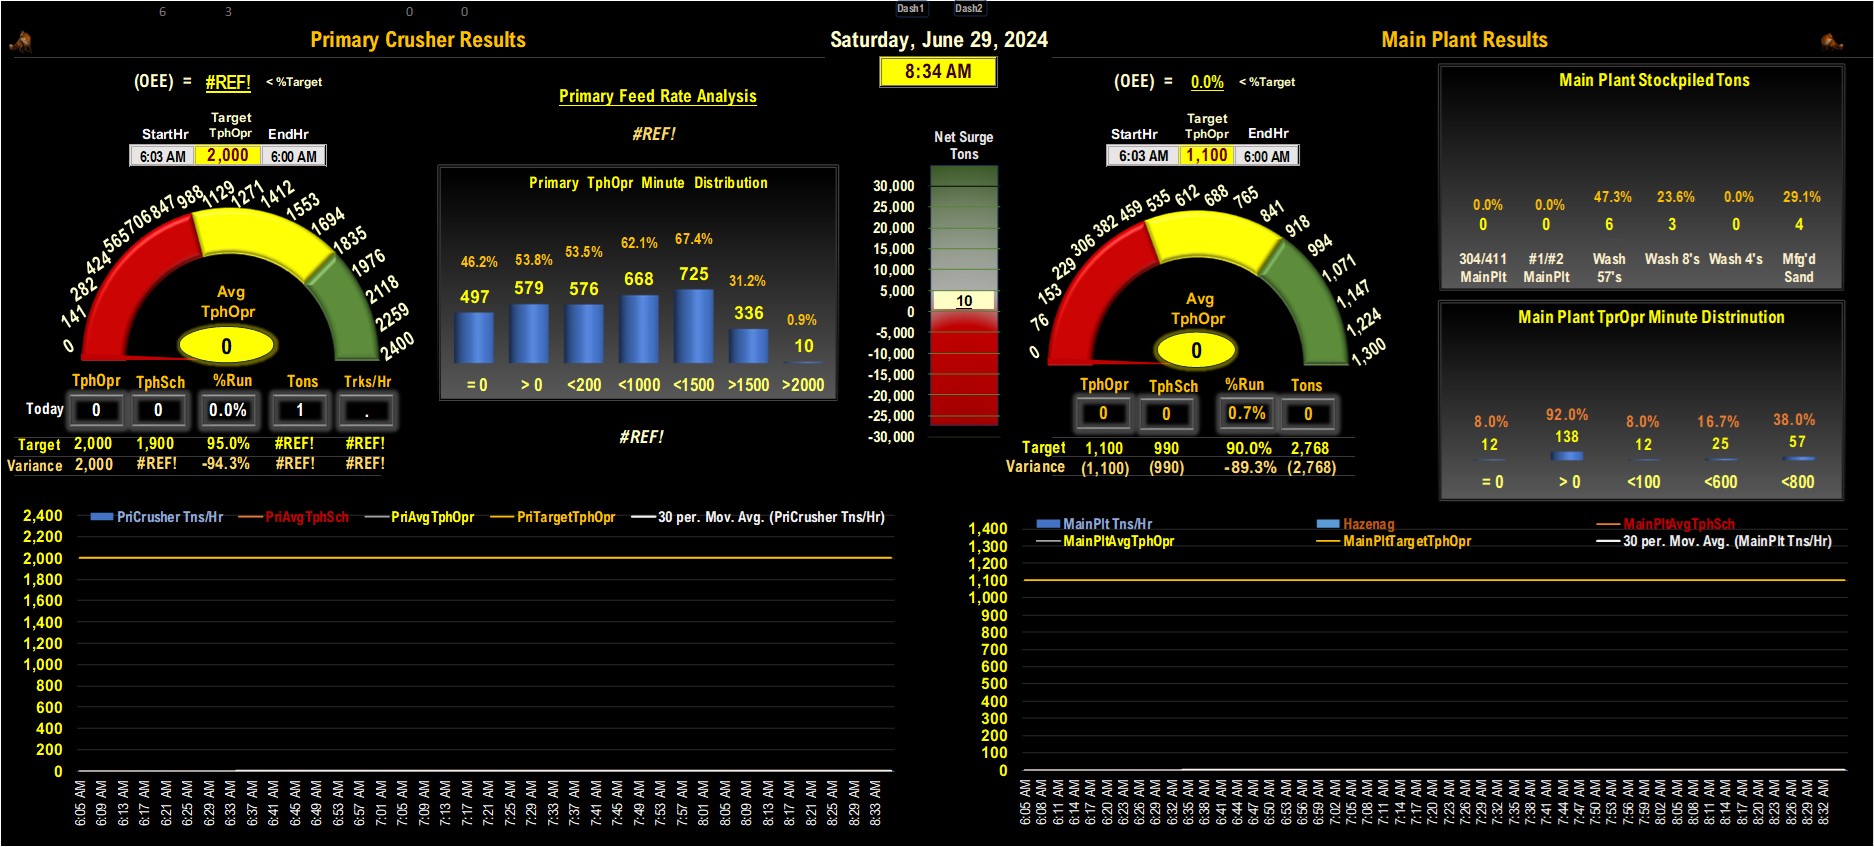 6 3 0 0 Dash1 Dash2
Primary Crusher Results
Saturday, June 29, 2024
Main Plant Results
8:34 AM
(OEE) = #REF! < %Target
Target
StartHr TphOpr EndHr
6:03 AM 2,000 6:00 AM
0 141 282 424 565 706 847 988 1129 1271 1412 1553 1694 1835 1976 2118 2259 2400
Avg
TphOpr
0
TphOpr TphSch %Run Tons Trks/Hr
Today 0 0 0.0% 1 .
Target 2,000 1,900 95.0% #REF! #REF!
Variance 2,000 #REF! -94.3% #REF! #REF!
Primary Feed Rate Analysis
#REF!
Primary TphOpr Minute Distribution
46.2% 53.8% 53.5% 62.1% 67.4% 31.2% 0.9%
497 579 576 668 725 336 10
= 0 > 0 <200 <1000 <1500 >1500 >2000
#REF!
Net Surge
Tons
30,000
25,000
20,000
15,000
10,000
5,000
10
0
-5,000
-10,000
-15,000
-20,000
-25,000
-30,000
(OEE) = 0.0% < %Target
Target
StartHr TphOpr EndHr
6:03 AM 1,100 6:00 AM
0 76 153 229 306 382 459 535 612 688 765 841 918 994 1,071 1,147 1,224 1,300
Avg
TphOpr
0
TphOpr TphSch %Run Tons
0 0 0.7% 0
Target 1,100 990 90.0% 2,768
Variance (1,100) (990) -89.3% (2,768)
Main Plant Stockpiled Tons
0.0% 0.0% 47.3% 23.6% 0.0% 29.1%
0 0 6 3 0 4
304/411 #1/#2 Wash Wash 8's Wash 4's Mfg'd
MainPlt MainPlt 57's Sand
Main Plant TprOpr Minute Distrinution
8.0% 92.0% 8.0% 16.7% 38.0%
12 138 12 25 57
= 0 > 0 <100 <600 <800
PriCrusher Tns/Hr PriAvgTphSch PriAvgTphOpr PriTargetTphOpr 30 per. Mov. Avg. (PriCrusher Tns/Hr)
2,400
2,200
2,000
1,800
1,600
1,400
1,200
1,000
800
600
400
200
0
6:05 AM 6:09 AM 6:13 AM 6:17 AM 6:21 AM 6:25 AM 6:29 AM 6:33 AM 6:37 AM 6:41 AM 6:45 AM 6:49 AM 6:53 AM 6:57 AM 7:01 AM 7:05 AM 7:09 AM 7:13 AM 7:17 AM 7:21 AM 7:25 AM 7:29 AM 7:33 AM 7:37 AM 7:41 AM 7:45 AM 7:49 AM 7:53 AM 7:57 AM 8:01 AM 8:05 AM 8:09 AM 8:13 AM 8:17 AM 8:21 AM 8:25 AM 8:29 AM 8:33 AM
MainPlt Tns/Hr Hazenag MainPltAvgTphSch
MainPltAvgTphOpr MainPltTargetTphOpr 30 per. Mov. Avg. (MainPlt Tns/Hr)
1,400
1,300
1,200
1,100
1,000
900
800
700
600
500
400
300
200
100
0
6:05 AM 6:08 AM 6:11 AM 6:14 AM 6:17 AM 6:20 AM 6:23 AM 6:26 AM 6:29 AM 6:32 AM 6:35 AM 6:38 AM 6:41 AM 6:44 AM 6:47 AM 6:50 AM 6:53 AM 6:56 AM 6:59 AM 7:02 AM 7:05 AM 7:08 AM 7:11 AM 7:14 AM 7:17 AM 7:20 AM 7:23 AM 7:26 AM 7:29 AM 7:32 AM 7:35 AM 7:38 AM 7:41 AM 7:44 AM 7:47 AM 7:50 AM 7:53 AM 7:56 AM 7:59 AM 8:02 AM 8:05 AM 8:08 AM 8:11 AM 8:14 AM 8:17 AM 8:20 AM 8:23 AM 8:26 AM 8:29 AM 8:32 AM